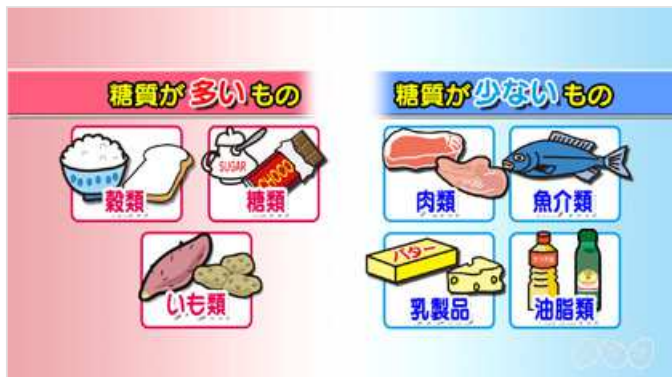 糖質が多いもの
穀類
SUGAR
CHOCO
糖類
いも類
糖質が少ないもの
肉類
魚介類
バター
乳製品
油脂類